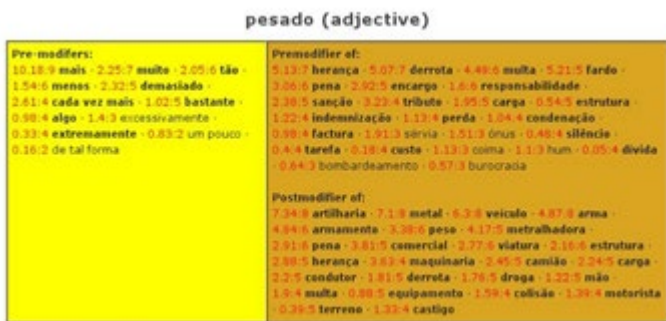 pesado (adjective)
Pre-modifers:
10.18:9 mais · 2.25:7 muito · 2.05:6 tão ·
1.54:6 menos · 2.32:5 demasiado ·
2.61:4 cada vez mais · 1.02:5 bastante ·
0.98:4 algo · 1.4:3 excessivamente ·
0.33:4 extremamente · 0.83:2 um pouco ·
0.16:2 de tal forma
Premodifier of:
5.13:7 herança · 5.07:7 derrota · 4.49:6 multa · 5.21:5 fardo ·
3.06:6 pena · 2.92:5 encargo · 1.6:6 responsabilidade ·
2.38:5 sanção · 3.23:4 tributo · 1.95:5 carga · 0.54:5 estrutura ·
1.22:4 indemnização · 1.13:4 perda · 1.04:4 condenação ·
0.98:4 factura · 1.91:3 sérvia · 1.51:3 ónus · 0.48:4 silêncio ·
0.4:4 tarefa · 0.18:4 custo · 1.13:3 coima · 1.1:3 hum · 0.05:4 dívida
· 0.64:3 bombardeamento · 0.57:3 burocracia
Postmodifier of:
7.34:8 artilharia · 7.1:8 metal · 6.3:8 veículo · 4.87:8 arma ·
4.84:6 armamento · 3.38:6 peso · 4.17:5 metralhadora ·
2.91:6 pena · 3.81:5 comercial · 2.77:6 viatura · 2.16:6 estrutura ·
2.88:5 herança · 3.63:4 maquinaria · 2.45:5 camião · 2.24:5 carga ·
2.2:5 condutor · 1.81:5 derrota · 1.76:5 droga · 1.22:5 mão ·
1.9:4 multa · 0.88:5 equipamento · 1.59:4 colisão · 1.39:4 motorista
· 0.39:5 terreno · 1.33:4 castigo